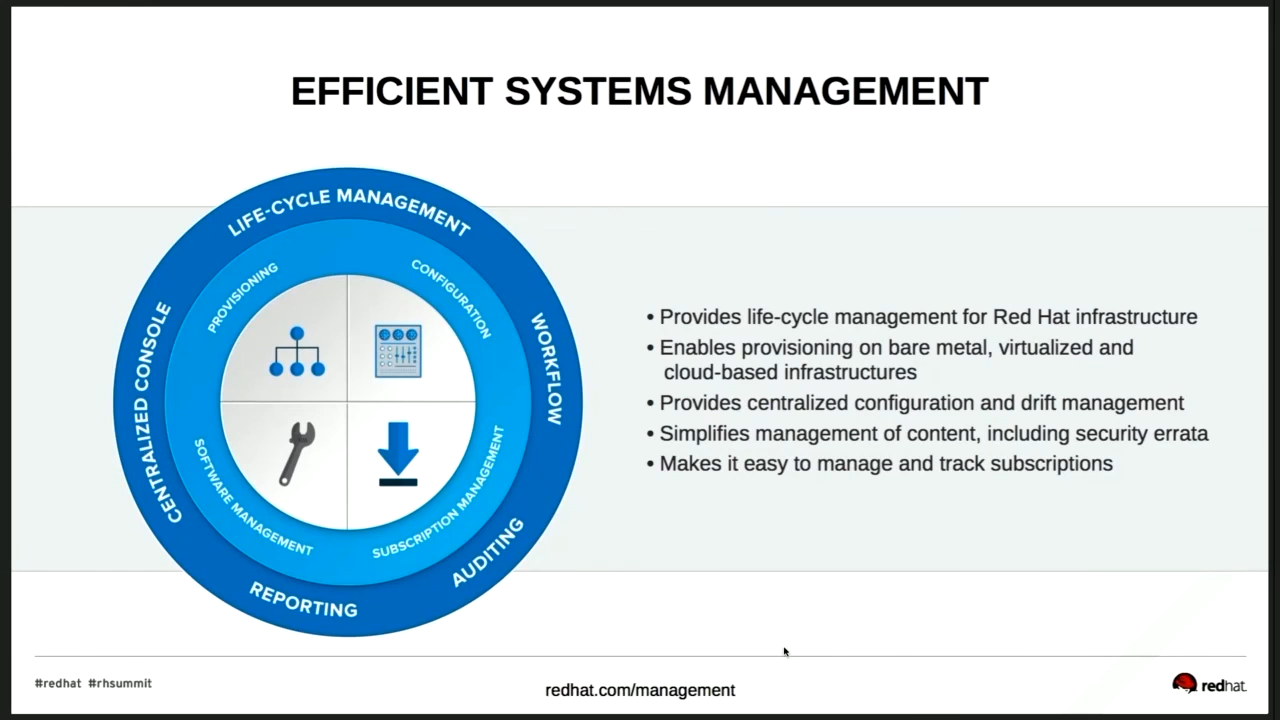 EFFICIENT SYSTEMS MANAGEMENT
LIFE-CYCLE MANAGEMENT
PROVISIONING
CONFIGURATION
CENTRALIZED CONSOLE
WORKFLOW
SOFTWARE MANAGEMENT
SUBSCRIPTION MANAGEMENT
REPORTING
AUDITING
• Provides life-cycle management for Red Hat infrastructure
• Enables provisioning on bare metal, virtualized and
cloud-based infrastructures
• Provides centralized configuration and drift management
• Simplifies management of content, including security errata
• Makes it easy to manage and track subscriptions
#redhat #rhsummit
redhat.com/management
redhat.